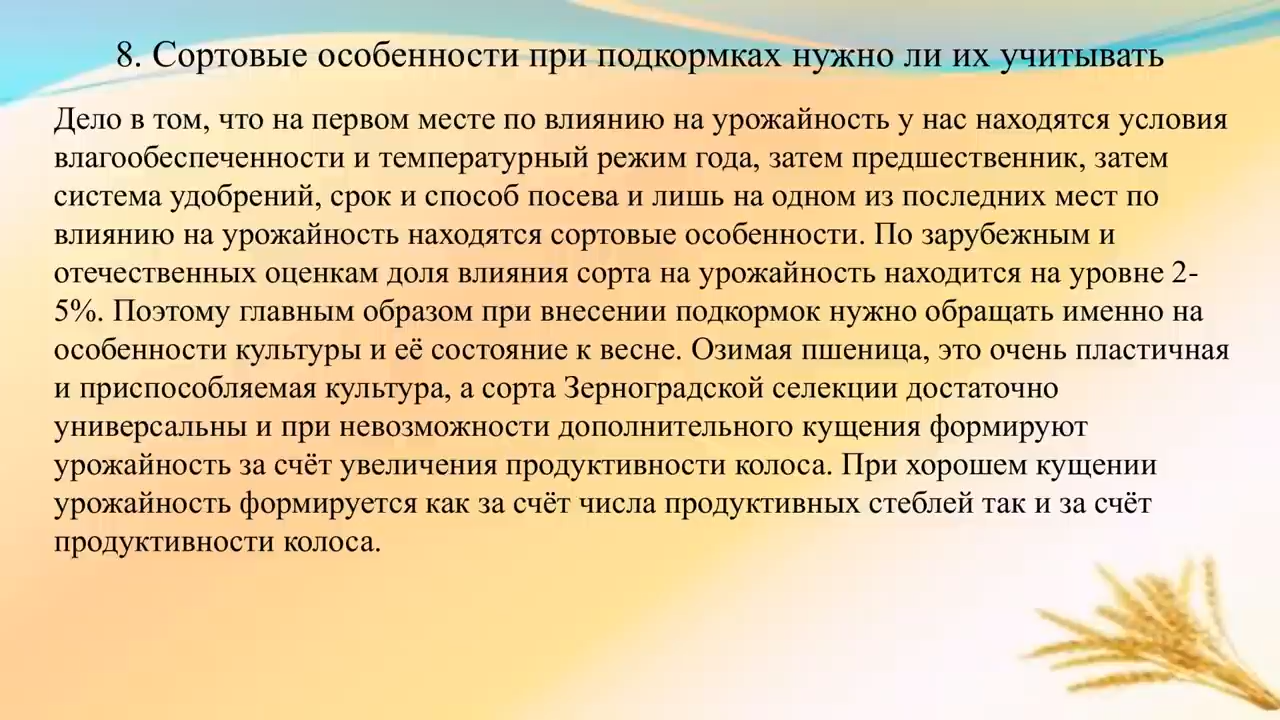 8. Сортовые особенности при подкормках нужно ли их учитывать
Дело в том, что на первом месте по влиянию на урожайность у нас находятся условия
влагообеспеченности и температурный режим года, затем предшественник, затем
система удобрений, срок и способ посева и лишь на одном из последних мест по
влиянию на урожайность находятся сортовые особенности. По зарубежным и
отечественных оценкам доля влияния сорта на урожайность находится на уровне 2-
5%. Поэтому главным образом при внесении подкормок нужно обращать именно на
особенности культуры и её состояние к весне. Озимая пшеница, это очень пластичная
и приспособляемая культура, а сорта Зерноградской селекции достаточно
универсальны и при невозможности дополнительного кущения формируют
урожайность за счёт увеличения продуктивности колоса. При хорошем кущении
урожайность формируется как за счёт числа продуктивных стеблей так и за счёт
продуктивности колоса.